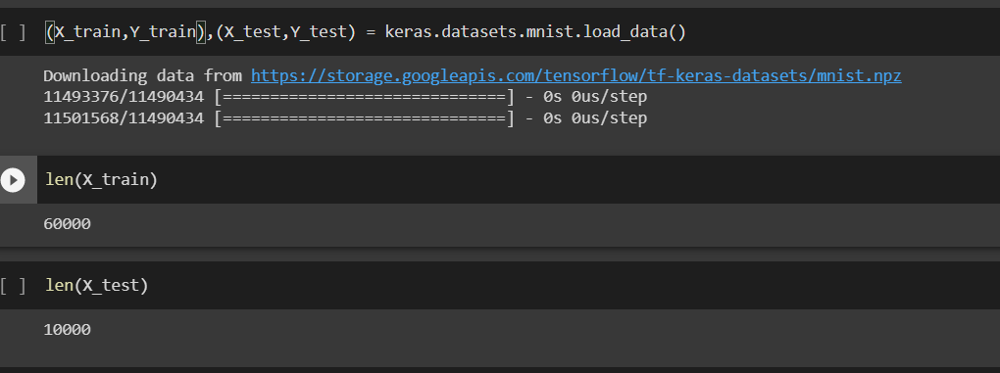 [ ] (X_train,Y_train),(X_test,Y_test) = keras.datasets.mnist.load_data()
Downloading data from https://storage.googleapis.com/tensorflow/tf-keras-datasets/mnist.npz
11493376/11490434 [==============================] - 0s 0us/step
11501568/11490434 [==============================] - 0s 0us/step
len(X_train)
60000
[ ] len(X_test)
10000